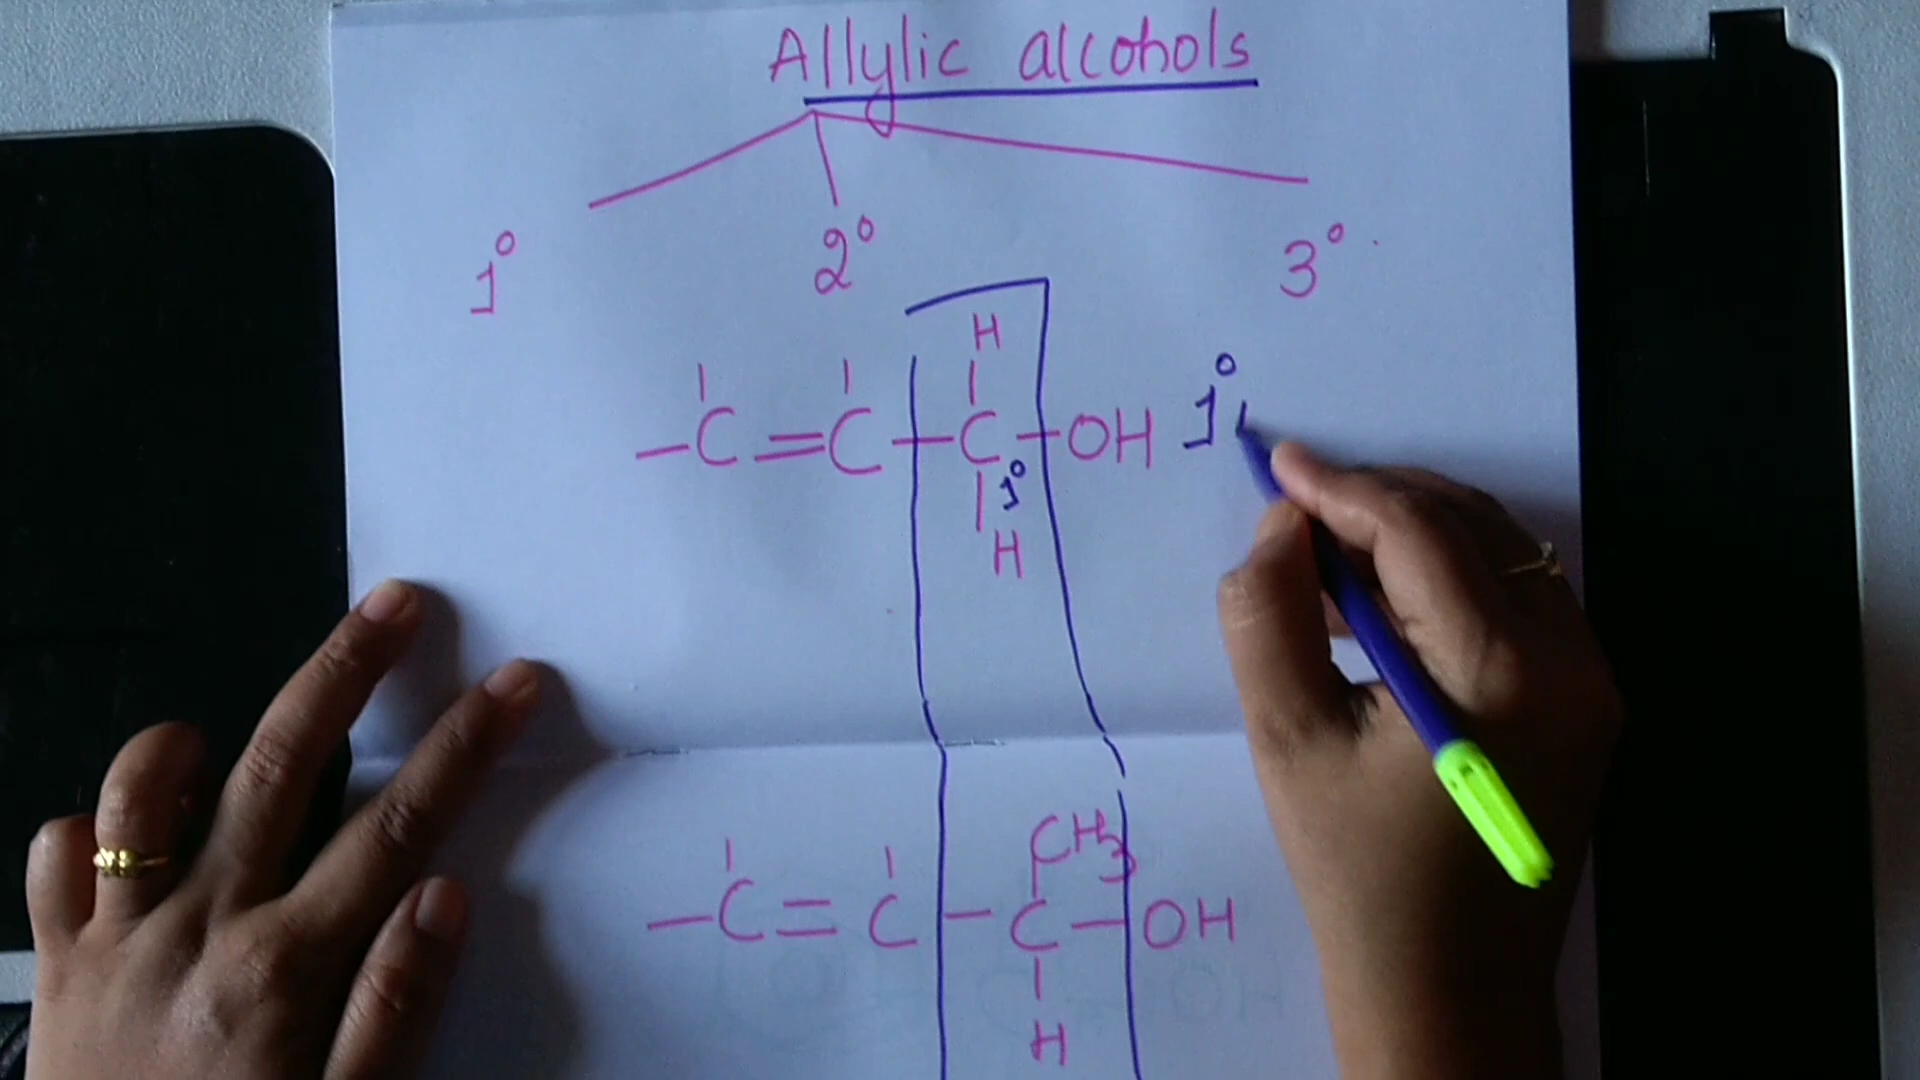 Allylic alcohols
1° 2° 3°
H
–C=C–C–OH 1°
1°
H
CH3
–C=C–C–OH
H